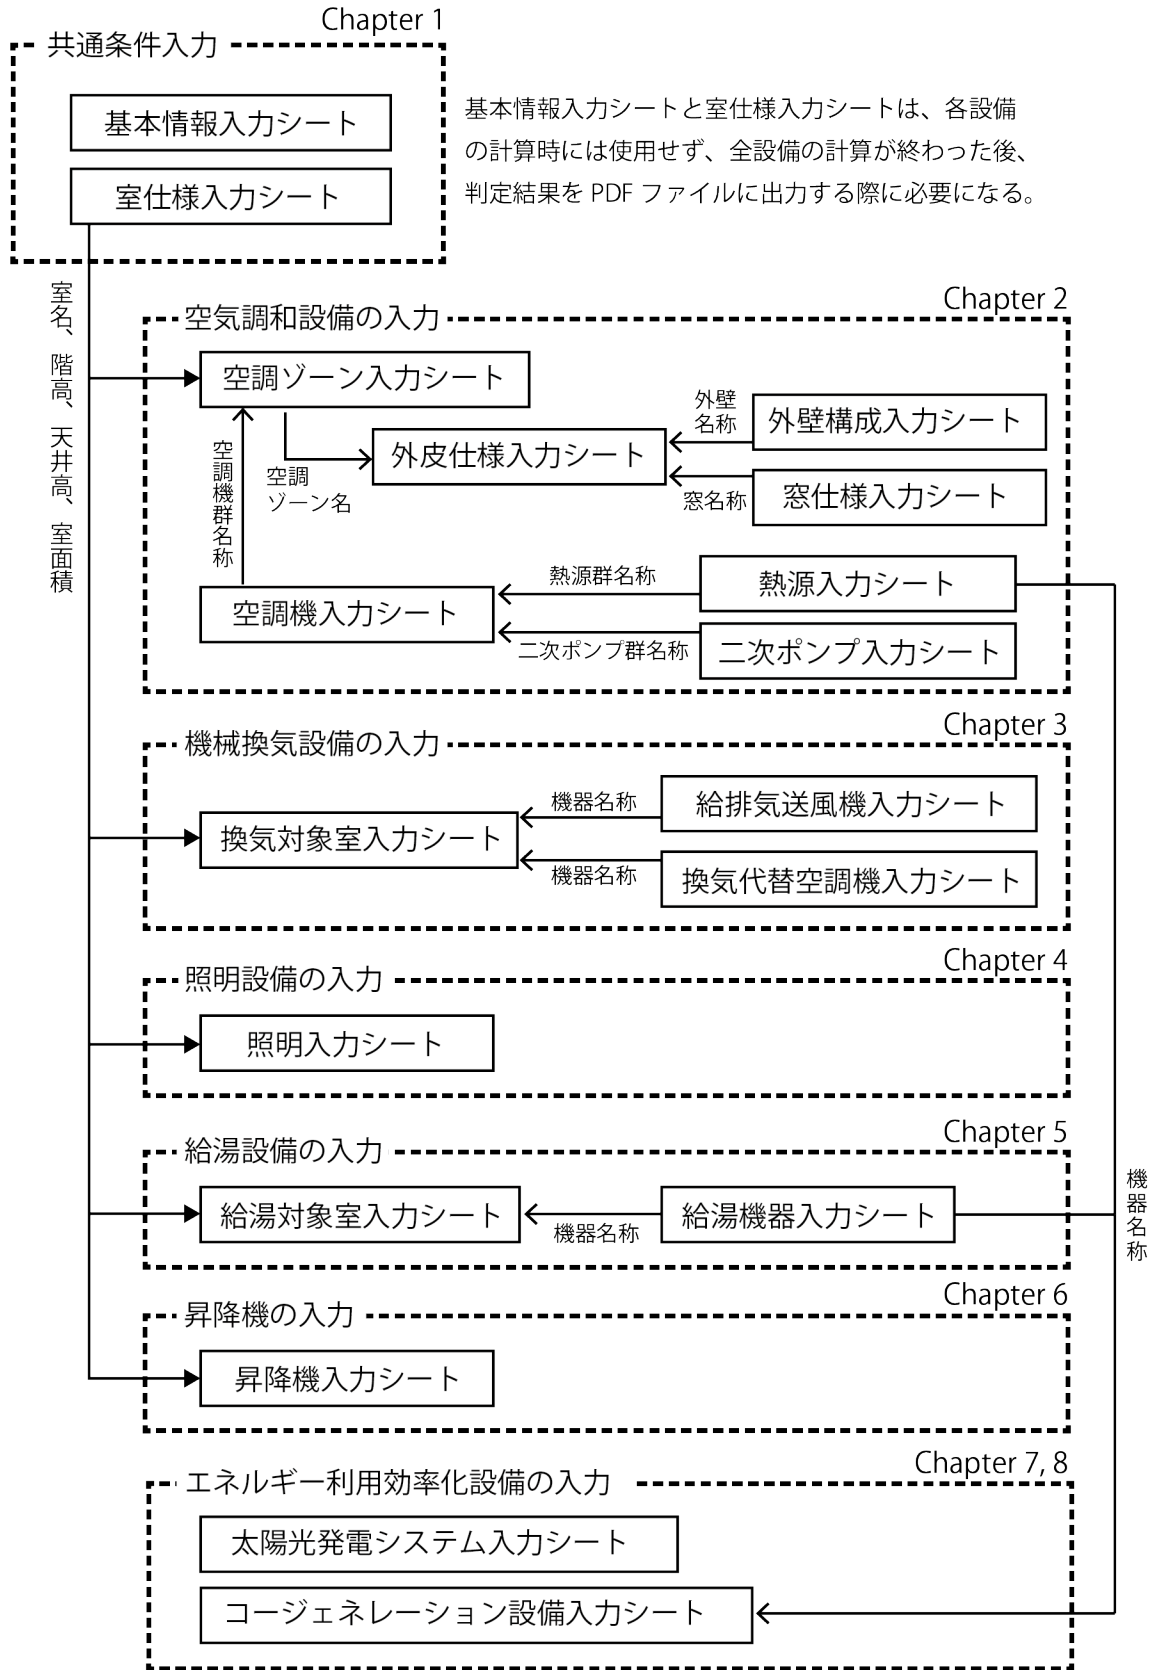 Chapter 1
共通条件入力
基本情報入力シート
室仕様入力シート
基本情報入力シートと室仕様入力シートは、各設備
の計算時には使用せず、全設備の計算が終わった後、
判定結果を PDF ファイルに出力する際に必要になる。
室名、階高、天井高、室面積
Chapter 2
空気調和設備の入力
空調ゾーン入力シート
外壁
名称
外壁構成入力シート
外皮仕様入力シート
空調機群名称
空調
ゾーン名
窓名称
窓仕様入力シート
熱源群名称
熱源入力シート
空調機入力シート
二次ポンプ群名称
二次ポンプ入力シート
Chapter 3
機械換気設備の入力
機器名称
給排気送風機入力シート
換気対象室入力シート
機器名称
換気代替空調機入力シート
Chapter 4
照明設備の入力
照明入力シート
Chapter 5
給湯設備の入力
給湯対象室入力シート
機器名称
給湯機器入力シート
機器名称
Chapter 6
昇降機の入力
昇降機入力シート
Chapter 7, 8
エネルギー利用効率化設備の入力
太陽光発電システム入力シート
コージェネレーション設備入力シート